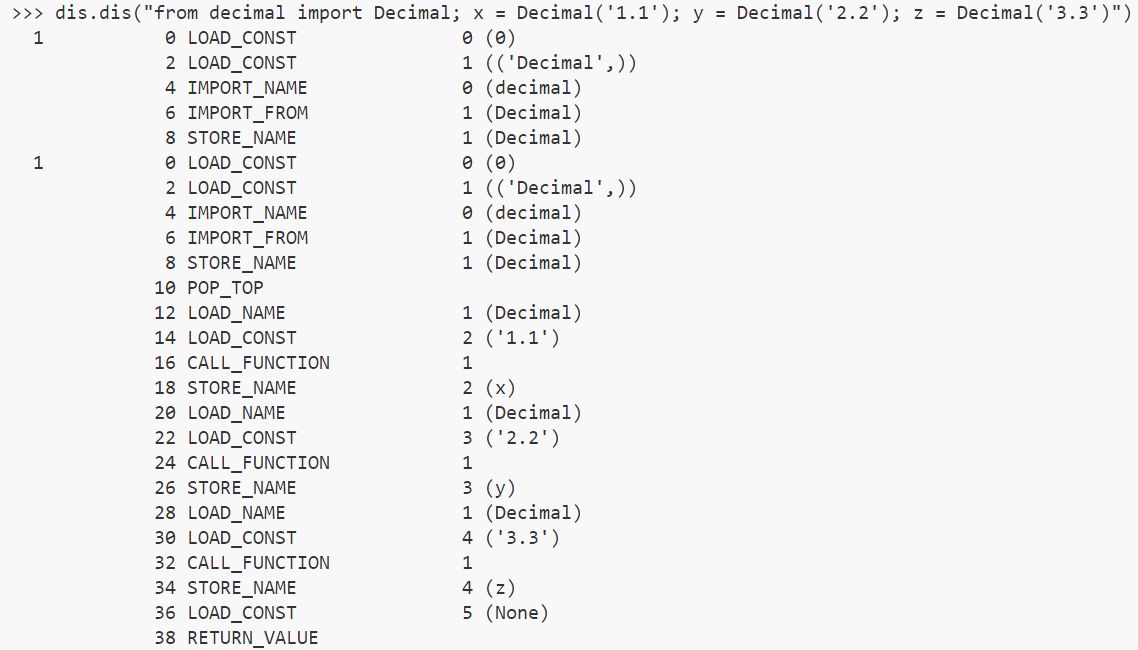 >>> dis.dis("from decimal import Decimal; x = Decimal('1.1'); y = Decimal('2.2'); z = Decimal('3.3')")
  1           0 LOAD_CONST               0 (0)
              2 LOAD_CONST               1 (('Decimal',))
              4 IMPORT_NAME              0 (decimal)
              6 IMPORT_FROM              1 (Decimal)
              8 STORE_NAME               1 (Decimal)
  1           0 LOAD_CONST               0 (0)
              2 LOAD_CONST               1 (('Decimal',))
              4 IMPORT_NAME              0 (decimal)
              6 IMPORT_FROM              1 (Decimal)
              8 STORE_NAME               1 (Decimal)
             10 POP_TOP
             12 LOAD_NAME                1 (Decimal)
             14 LOAD_CONST               2 ('1.1')
             16 CALL_FUNCTION            1
             18 STORE_NAME               2 (x)
             20 LOAD_NAME                1 (Decimal)
             22 LOAD_CONST               3 ('2.2')
             24 CALL_FUNCTION            1
             26 STORE_NAME               3 (y)
             28 LOAD_NAME                1 (Decimal)
             30 LOAD_CONST               4 ('3.3')
             32 CALL_FUNCTION            1
             34 STORE_NAME               4 (z)
             36 LOAD_CONST               5 (None)
             38 RETURN_VALUE